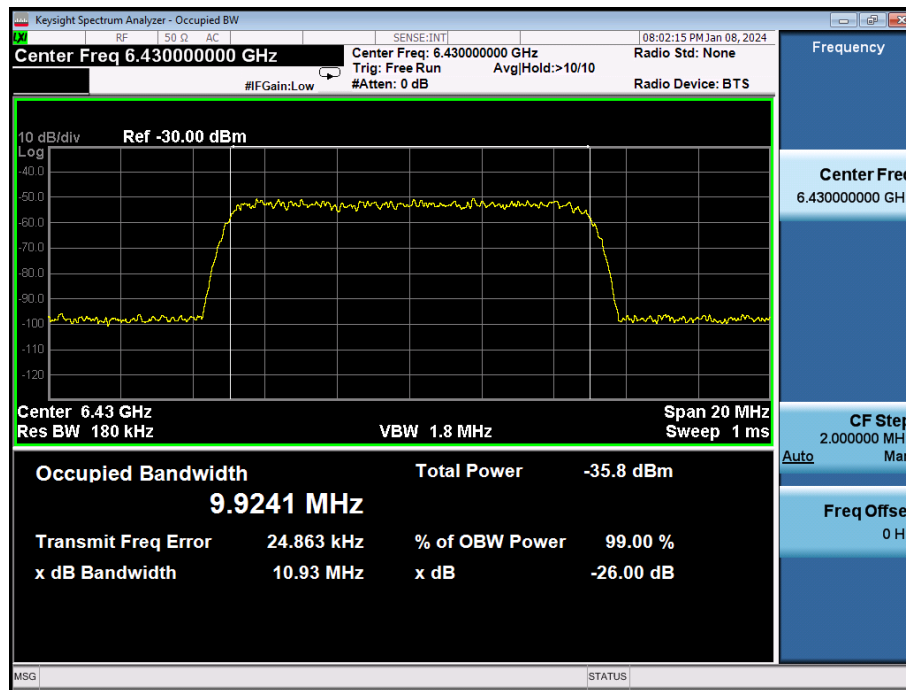 Keysight Spectrum Analyzer - Occupied BW
LXI RF 50 Ω AC SENSE:INT 08:02:15 PM Jan 08, 2024
Center Freq 6.430000000 GHz
Center Freq: 6.430000000 GHz Radio Std: None
Trig: Free Run Avg|Hold:>10/10
#IFGain:Low #Atten: 0 dB Radio Device: BTS
10 dB/div Ref -30.00 dBm
Log
-40.0
-50.0
-60.0
-70.0
-80.0
-90.0
-100
-110
-120
Center 6.43 GHz Span 20 MHz
Res BW 180 kHz VBW 1.8 MHz Sweep 1 ms
Occupied Bandwidth Total Power -35.8 dBm
9.9241 MHz
Transmit Freq Error 24.863 kHz % of OBW Power 99.00 %
x dB Bandwidth 10.93 MHz x dB -26.00 dB
MSG STATUS
Frequency
Center Fre
6.430000000 GH
CF Step
2.000000 MH
Auto Ma
Freq Offse
0 H